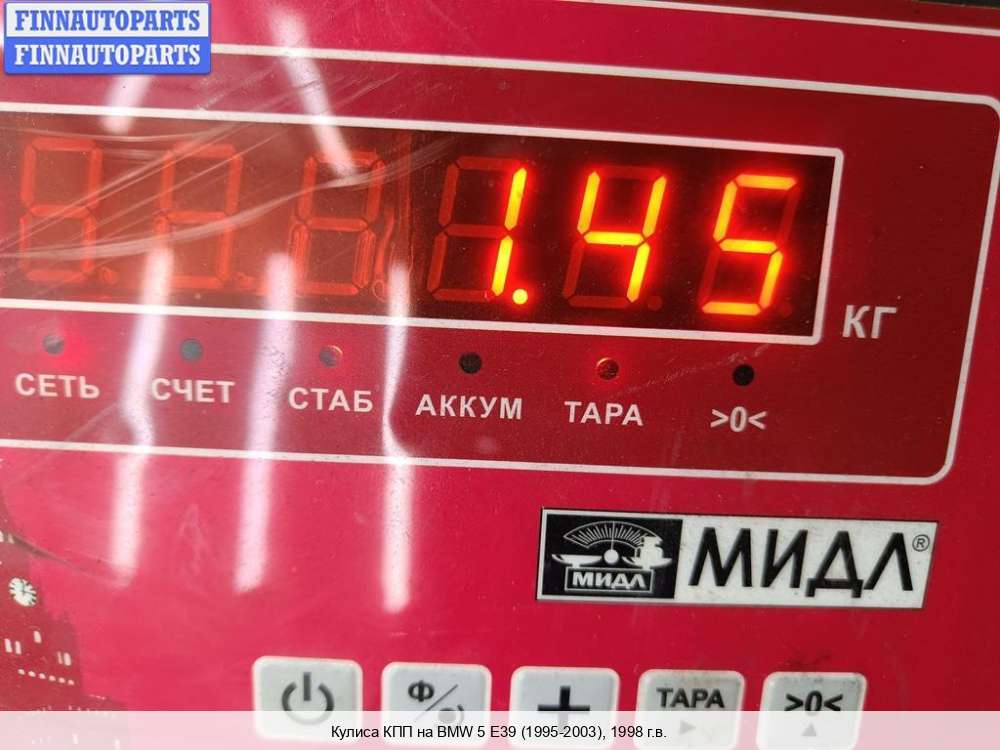 FINNAUTOPARTS
FINNAUTOPARTS
1.45
КГ
СЕТЬ СЧЕТ СТАБ АККУМ ТАРА >0<
МИДЛ МИДЛ®
Ф ТАРА >0<
Кулиса КПП на BMW 5 E39 (1995-2003), 1998 г.в.